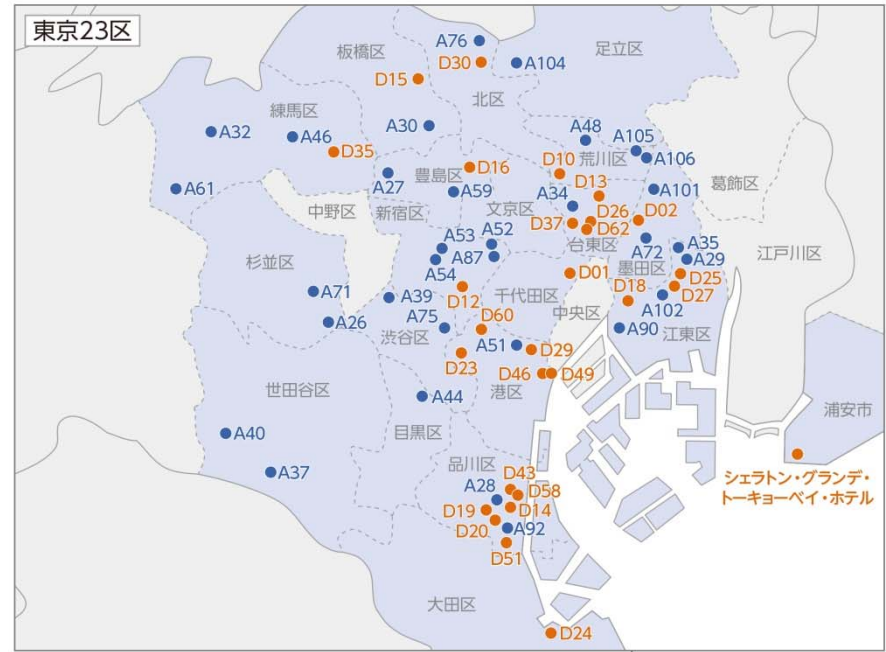 東京23区
A76
足立区
板橋区
D30
A104
D15
北区
練馬区
A32
A46
A30
A48
A105
D35
荒川区
A106
D10
D16
A27
豊島区
A61
A59
D13
A101
葛飾区
A34
中野区
新宿区
文京区
D26
D02
D37
D62
A53
A52
台東区
A72
A35
杉並区
A54
A87
A29
江戸川区
墨田区
D01
D25
D12
千代田区
D18
D27
A71
A39
A102
中央区
A26
A75
D60
A90
渋谷区
江東区
A51
D29
D23
D46
D49
世田谷区
港区
A44
浦安市
A40
目黒区
品川区
A37
D43
シェラトン・グランデ・
トーキョーベイ・ホテル
A28
D58
D19
D14
D20
A92
D51
大田区
D24